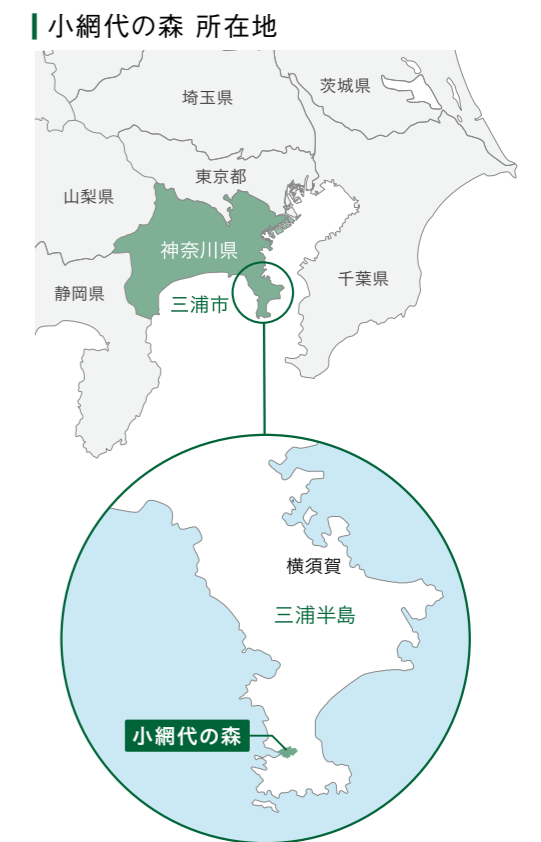 小網代の森 所在地
茨城県
埼玉県
東京都
山梨県
神奈川県
千葉県
静岡県
三浦市
横須賀
三浦半島
小網代の森